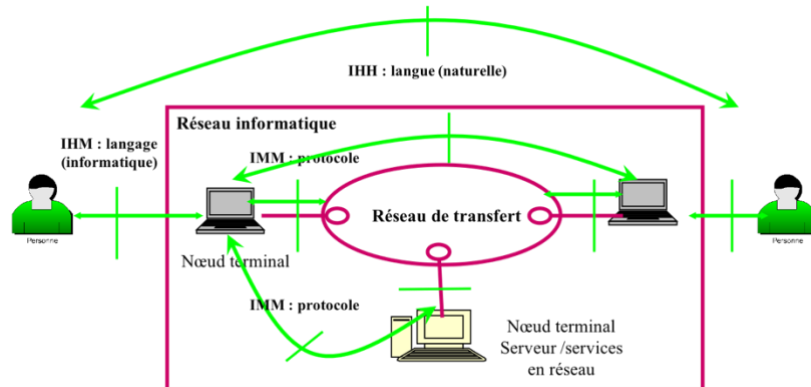 IHH : langue (naturelle)
IHM : langage
(informatique)
Réseau informatique
IMM : protocole
Réseau de transfert
Personne
Personne
Nœud terminal
IMM : protocole
Nœud terminal
Serveur /services
en réseau